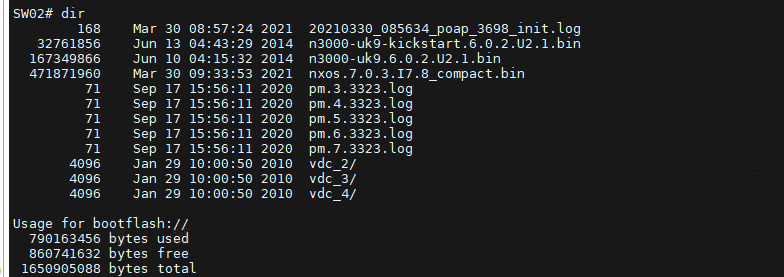 SW02# dir
168 Mar 30 08:57:24 2021 20210330_085634_poap_3698_init.log
32761856 Jun 13 04:43:29 2014 n3000-uk9-kickstart.6.0.2.U2.1.bin
167349866 Jun 10 04:15:32 2014 n3000-uk9.6.0.2.U2.1.bin
471871960 Mar 30 09:33:53 2021 nxos.7.0.3.I7.8_compact.bin
71 Sep 17 15:56:11 2020 pm.3.3323.log
71 Sep 17 15:56:11 2020 pm.4.3323.log
71 Sep 17 15:56:11 2020 pm.5.3323.log
71 Sep 17 15:56:11 2020 pm.6.3323.log
71 Sep 17 15:56:11 2020 pm.7.3323.log
4096 Jan 29 10:00:50 2010 vdc_2/
4096 Jan 29 10:00:50 2010 vdc_3/
4096 Jan 29 10:00:50 2010 vdc_4/
Usage for bootflash://
790163456 bytes used
860741632 bytes free
1650905088 bytes total